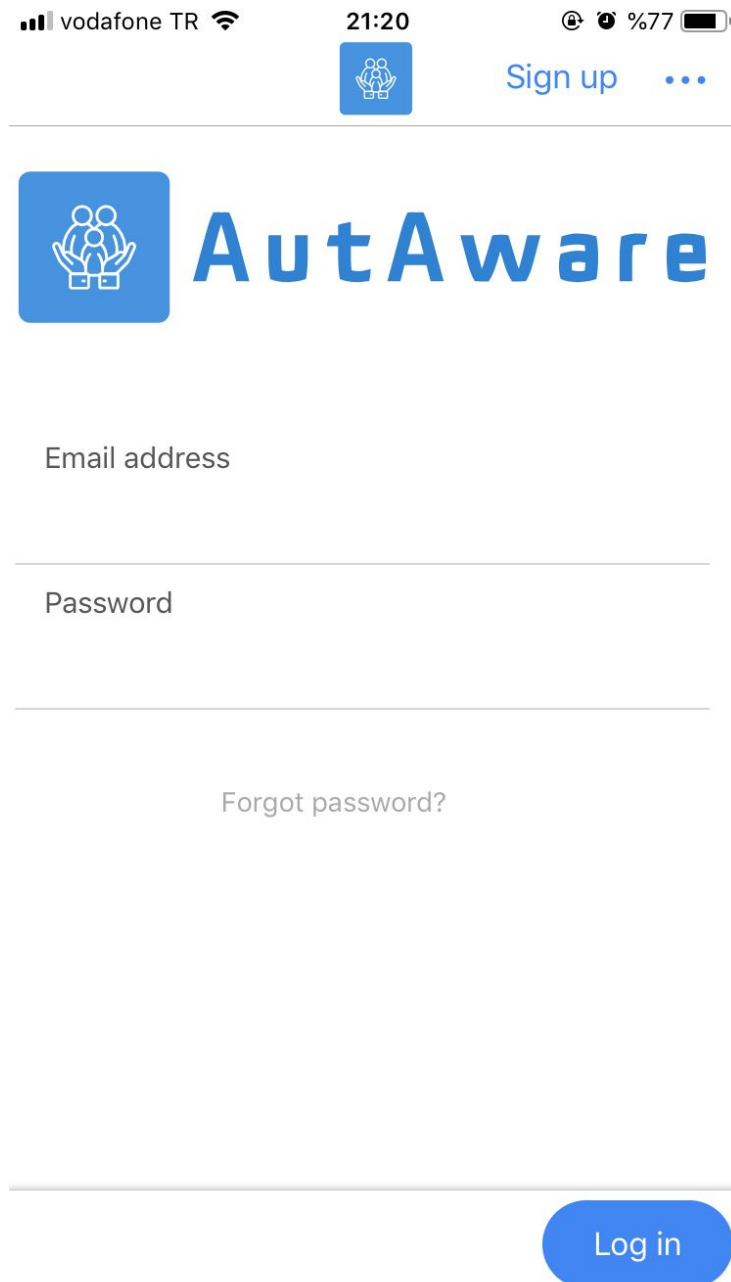 vodafone TR 21:20 %77
Sign up
AutAware
Email address
Password
Forgot password?
Log in